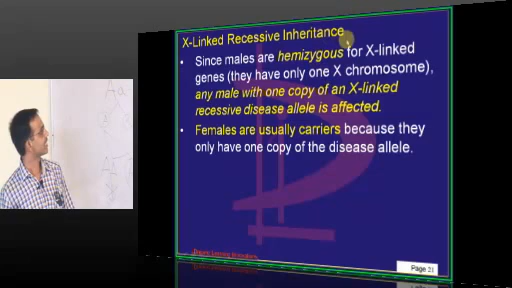 X-Linked Recessive Inheritance
• Since males are hemizygous for X-linked
genes (they have only one X chromosome),
any male with one copy of an X-linked
recessive disease allele is affected.
• Females are usually carriers because they
only have one copy of the disease allele.
Page 21
Aa